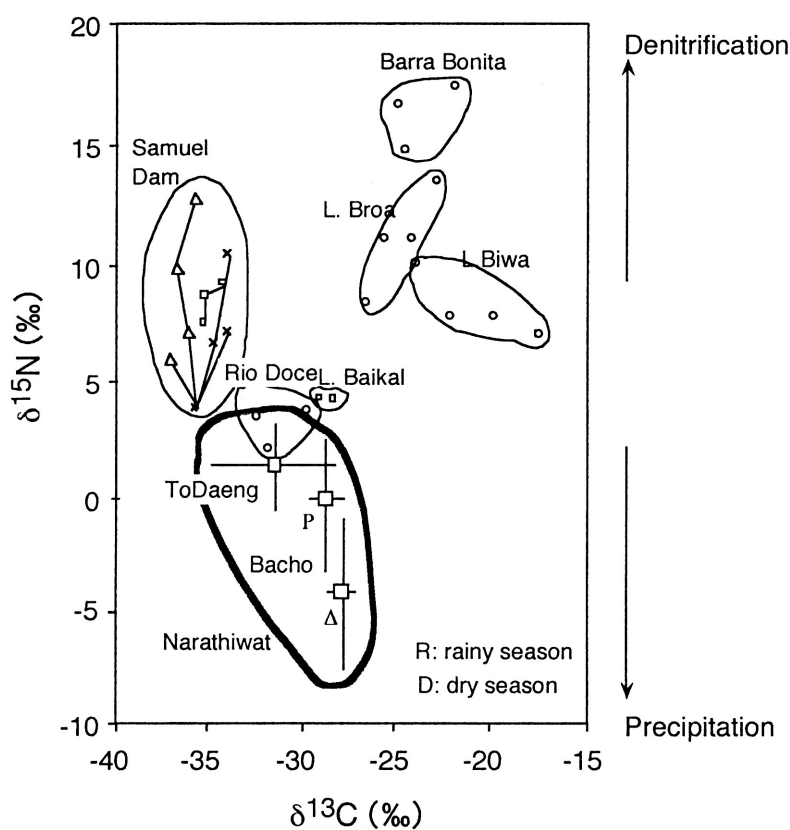 20
15
10
5
0
-5
-10
-40
-35
-30
-25
-20
-15
δ15N (‰)
δ13C (‰)
Barra Bonita
Samuel
Dam
L. Broa
L Biwa
Rio Doce
L. Baikal
ToDaeng
P
Bacho
Δ
Narathiwat
R: rainy season
D: dry season
Denitrification
Precipitation